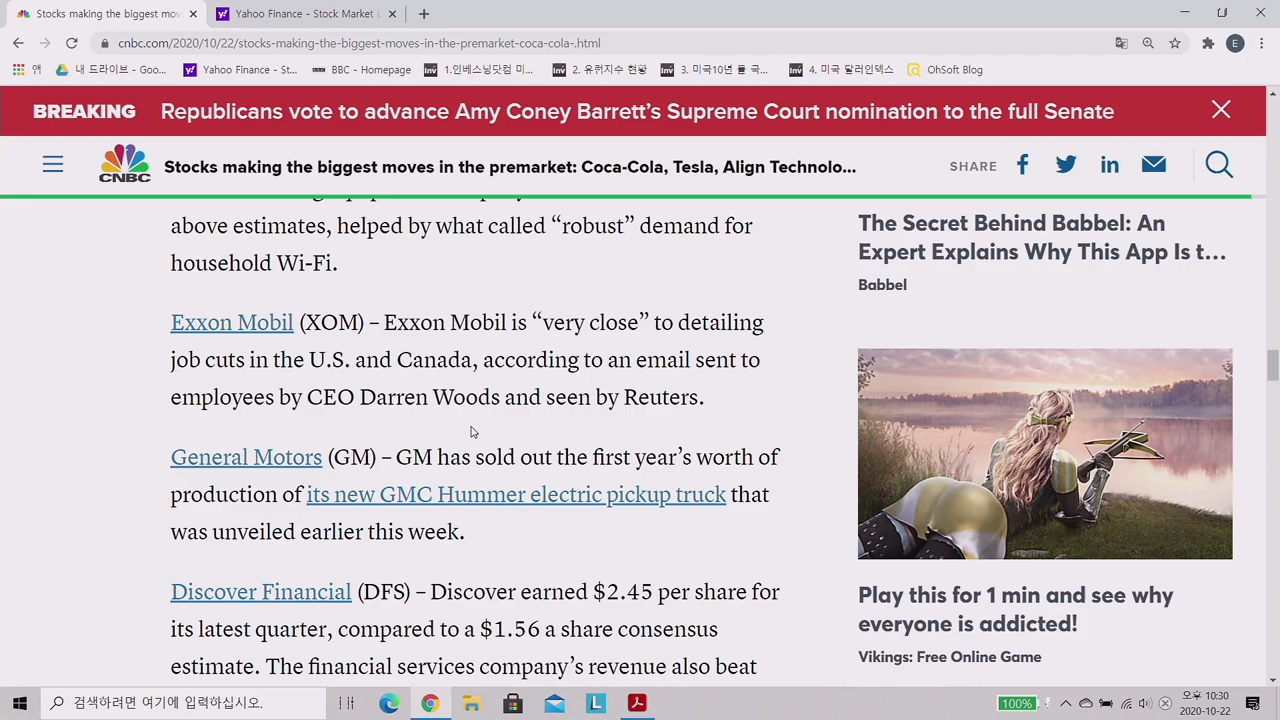 Stocks making the biggest mov
Yahoo Finance - Stock Market L
cnbc.com/2020/10/22/stocks-making-the-biggest-moves-in-the-premarket-coca-cola-.html
E
앱
내 드라이브 - Goo...
Yahoo Finance - St...
BBC - Homepage
1.인베스닝닷컴 미...
2. 유뤄지수 현황
3. 미국10년 률 국...
4. 미국 달러인덱스
OhSoft Blog
BREAKING Republicans vote to advance Amy Coney Barrett’s Supreme Court nomination to the full Senate
CNBC
Stocks making the biggest moves in the premarket: Coca-Cola, Tesla, Align Technolo...
SHARE
above estimates, helped by what called “robust” demand for
household Wi-Fi.
Exxon Mobil (XOM) – Exxon Mobil is “very close” to detailing
job cuts in the U.S. and Canada, according to an email sent to
employees by CEO Darren Woods and seen by Reuters.
General Motors (GM) – GM has sold out the first year’s worth of
production of its new GMC Hummer electric pickup truck that
was unveiled earlier this week.
Discover Financial (DFS) – Discover earned $2.45 per share for
its latest quarter, compared to a $1.56 a share consensus
estimate. The financial services company’s revenue also beat
The Secret Behind Babbel: An
Expert Explains Why This App Is t...
Babbel
Play this for 1 min and see why
everyone is addicted!
Vikings: Free Online Game
검색하려면 여기에 입력하십시오.
100%
오후 10:30
2020-10-22